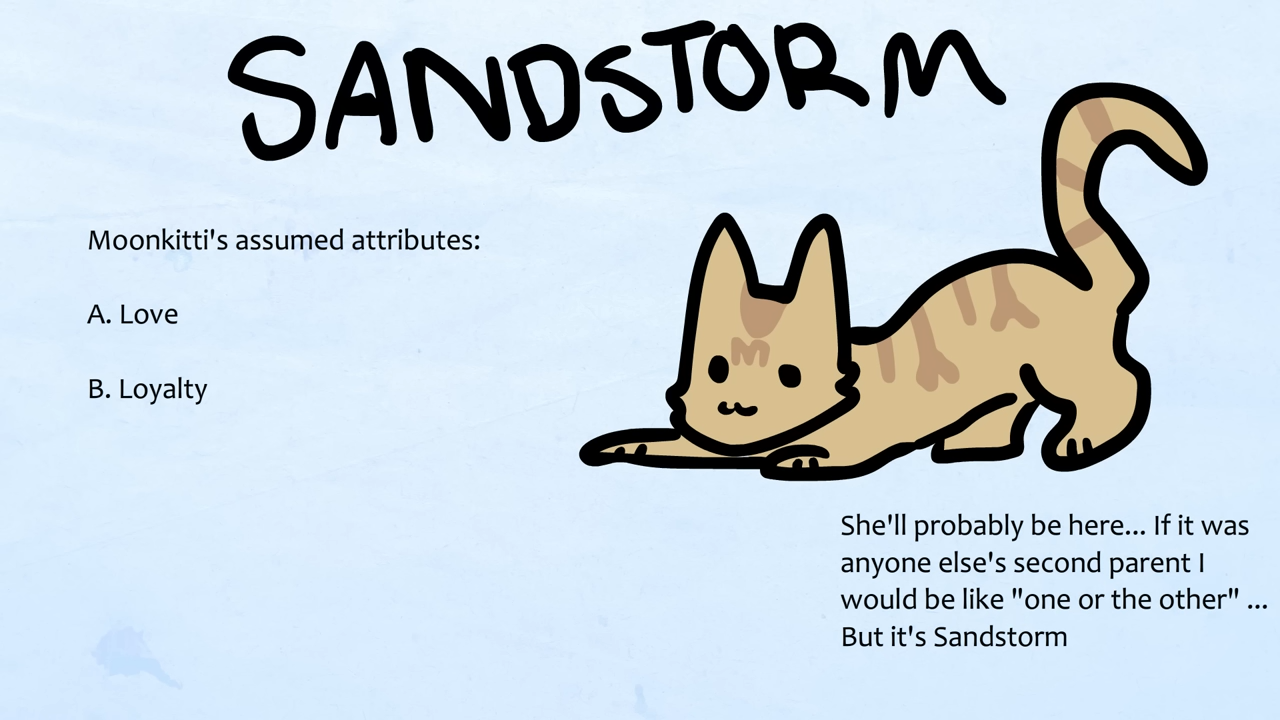 SANDSTORM
Moonkitti's assumed attributes:
A. Love
B. Loyalty
She'll probably be here... If it was
anyone else's second parent I
would be like "one or the other" ...
But it's Sandstorm